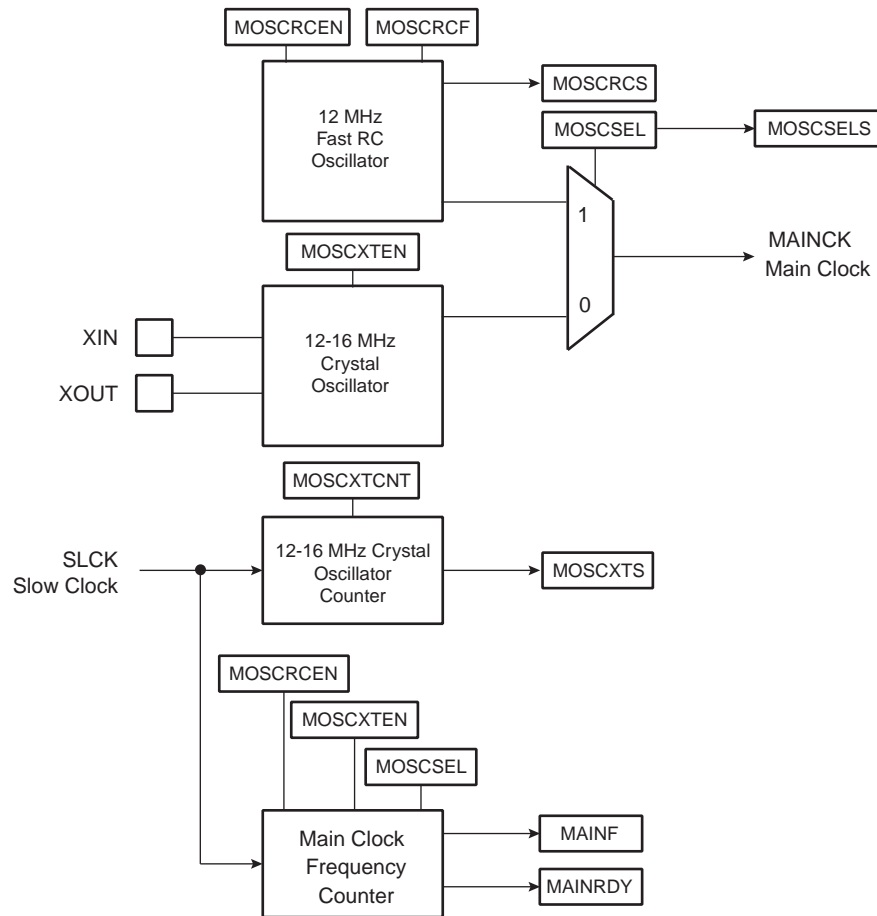 MOSCRCEN
MOSCRCF
12 MHz
Fast RC
Oscillator
MOSCRCS
MOSCSEL
MOSCSELS
1
0
MAINCK
Main Clock
MOSCXTEN
XIN
XOUT
12-16 MHz
Crystal
Oscillator
MOSCXTCNT
SLCK
Slow Clock
12-16 MHz Crystal
Oscillator
Counter
MOSCXTS
MOSCRCEN
MOSCXTEN
MOSCSEL
Main Clock
Frequency
Counter
MAINF
MAINRDY